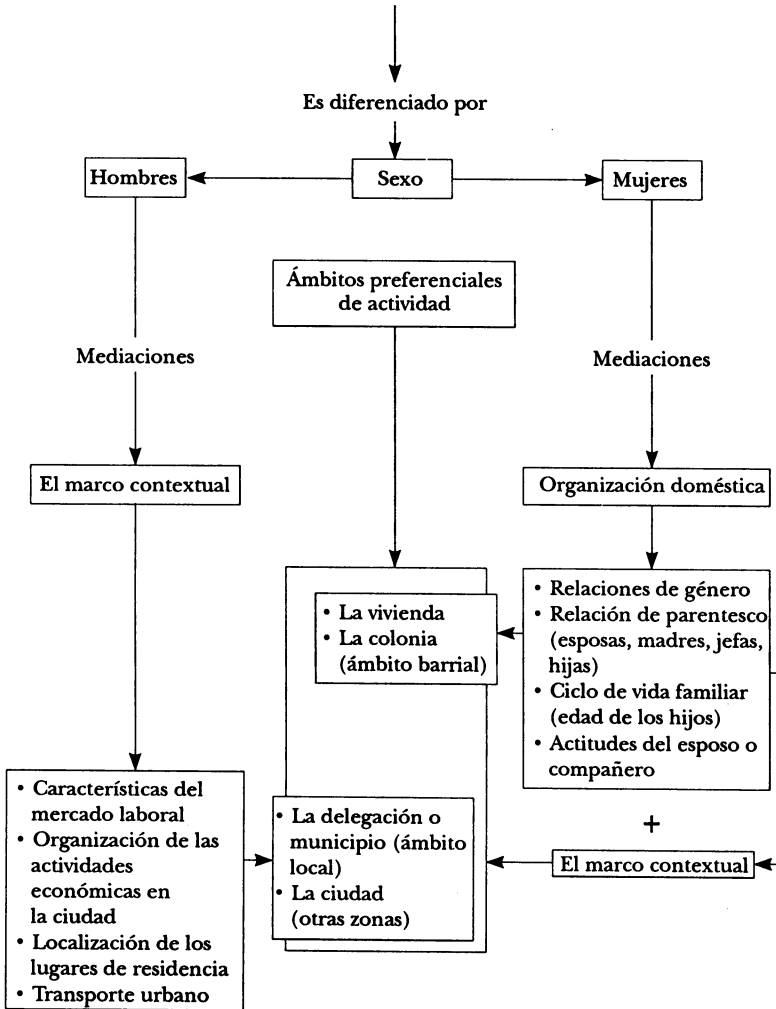 Es diferenciado por
Hombres
Sexo
Mujeres
Ámbitos preferenciales
de actividad
Mediaciones
Mediaciones
El marco contextual
Organización doméstica
• La vivienda
• La colonia
(ámbito barrial)
• Relaciones de género
• Relación de parentesco
(esposas, madres, jefas,
hijas)
• Ciclo de vida familiar
(edad de los hijos)
• Actitudes del esposo o
compañero
+
• Características del
mercado laboral
• Organización de las
actividades
económicas en
la ciudad
• Localización de los
lugares de residencia
• Transporte urbano
• La delegación o
municipio (ámbito
local)
• La ciudad
(otras zonas)
El marco contextual